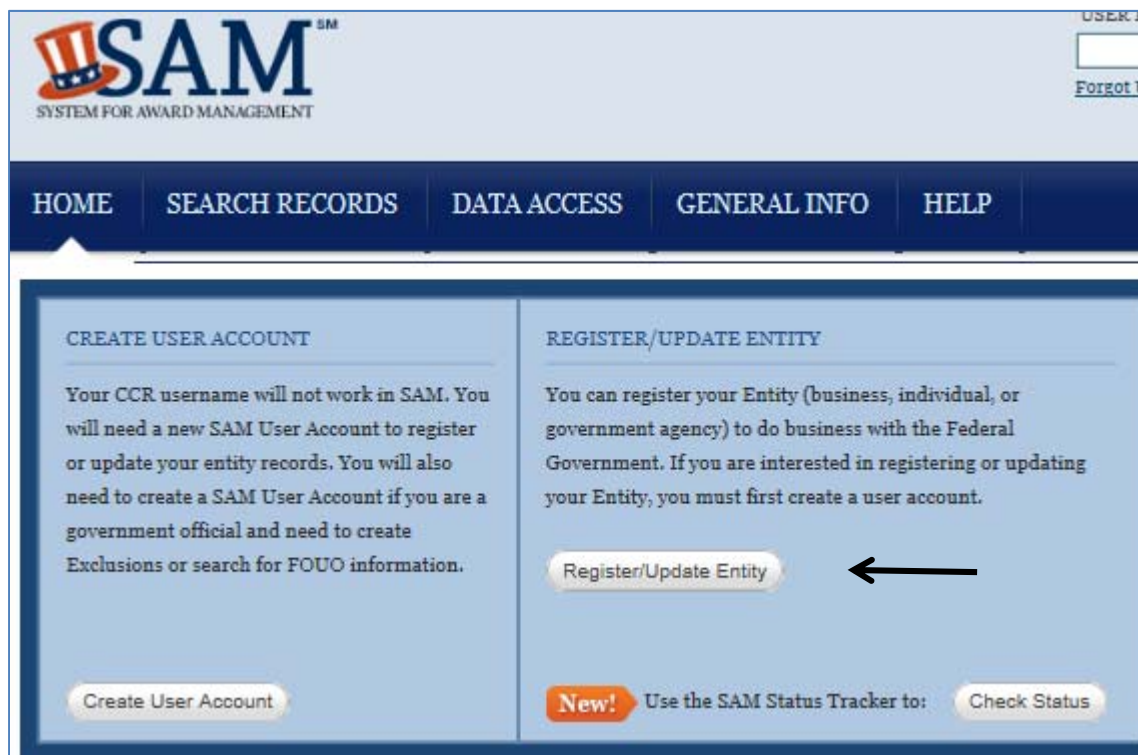 SAM SM
SYSTEM FOR AWARD MANAGEMENT
USER
Forgot
HOME SEARCH RECORDS DATA ACCESS GENERAL INFO HELP
CREATE USER ACCOUNT
Your CCR username will not work in SAM. You
will need a new SAM User Account to register
or update your entity records. You will also
need to create a SAM User Account if you are a
government official and need to create
Exclusions or search for FOUO information.
Create User Account
REGISTER/UPDATE ENTITY
You can register your Entity (business, individual, or
government agency) to do business with the Federal
Government. If you are interested in registering or updating
your Entity, you must first create a user account.
Register/Update Entity
New! Use the SAM Status Tracker to: Check Status